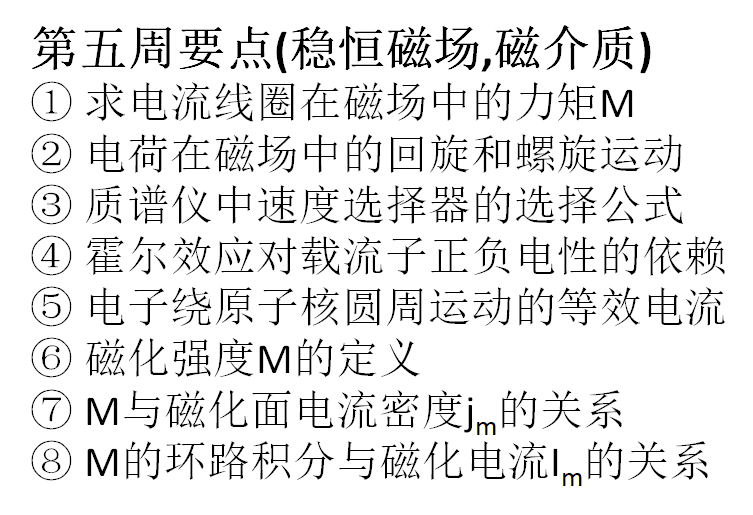 第五周要点(稳恒磁场,磁介质)
① 求电流线圈在磁场中的力矩M
② 电荷在磁场中的回旋和螺旋运动
③ 质谱仪中速度选择器的选择公式
④ 霍尔效应对载流子正负电性的依赖
⑤ 电子绕原子核圆周运动的等效电流
⑥ 磁化强度M的定义
⑦ M与磁化面电流密度jm的关系
⑧ M的环路积分与磁化电流Im的关系